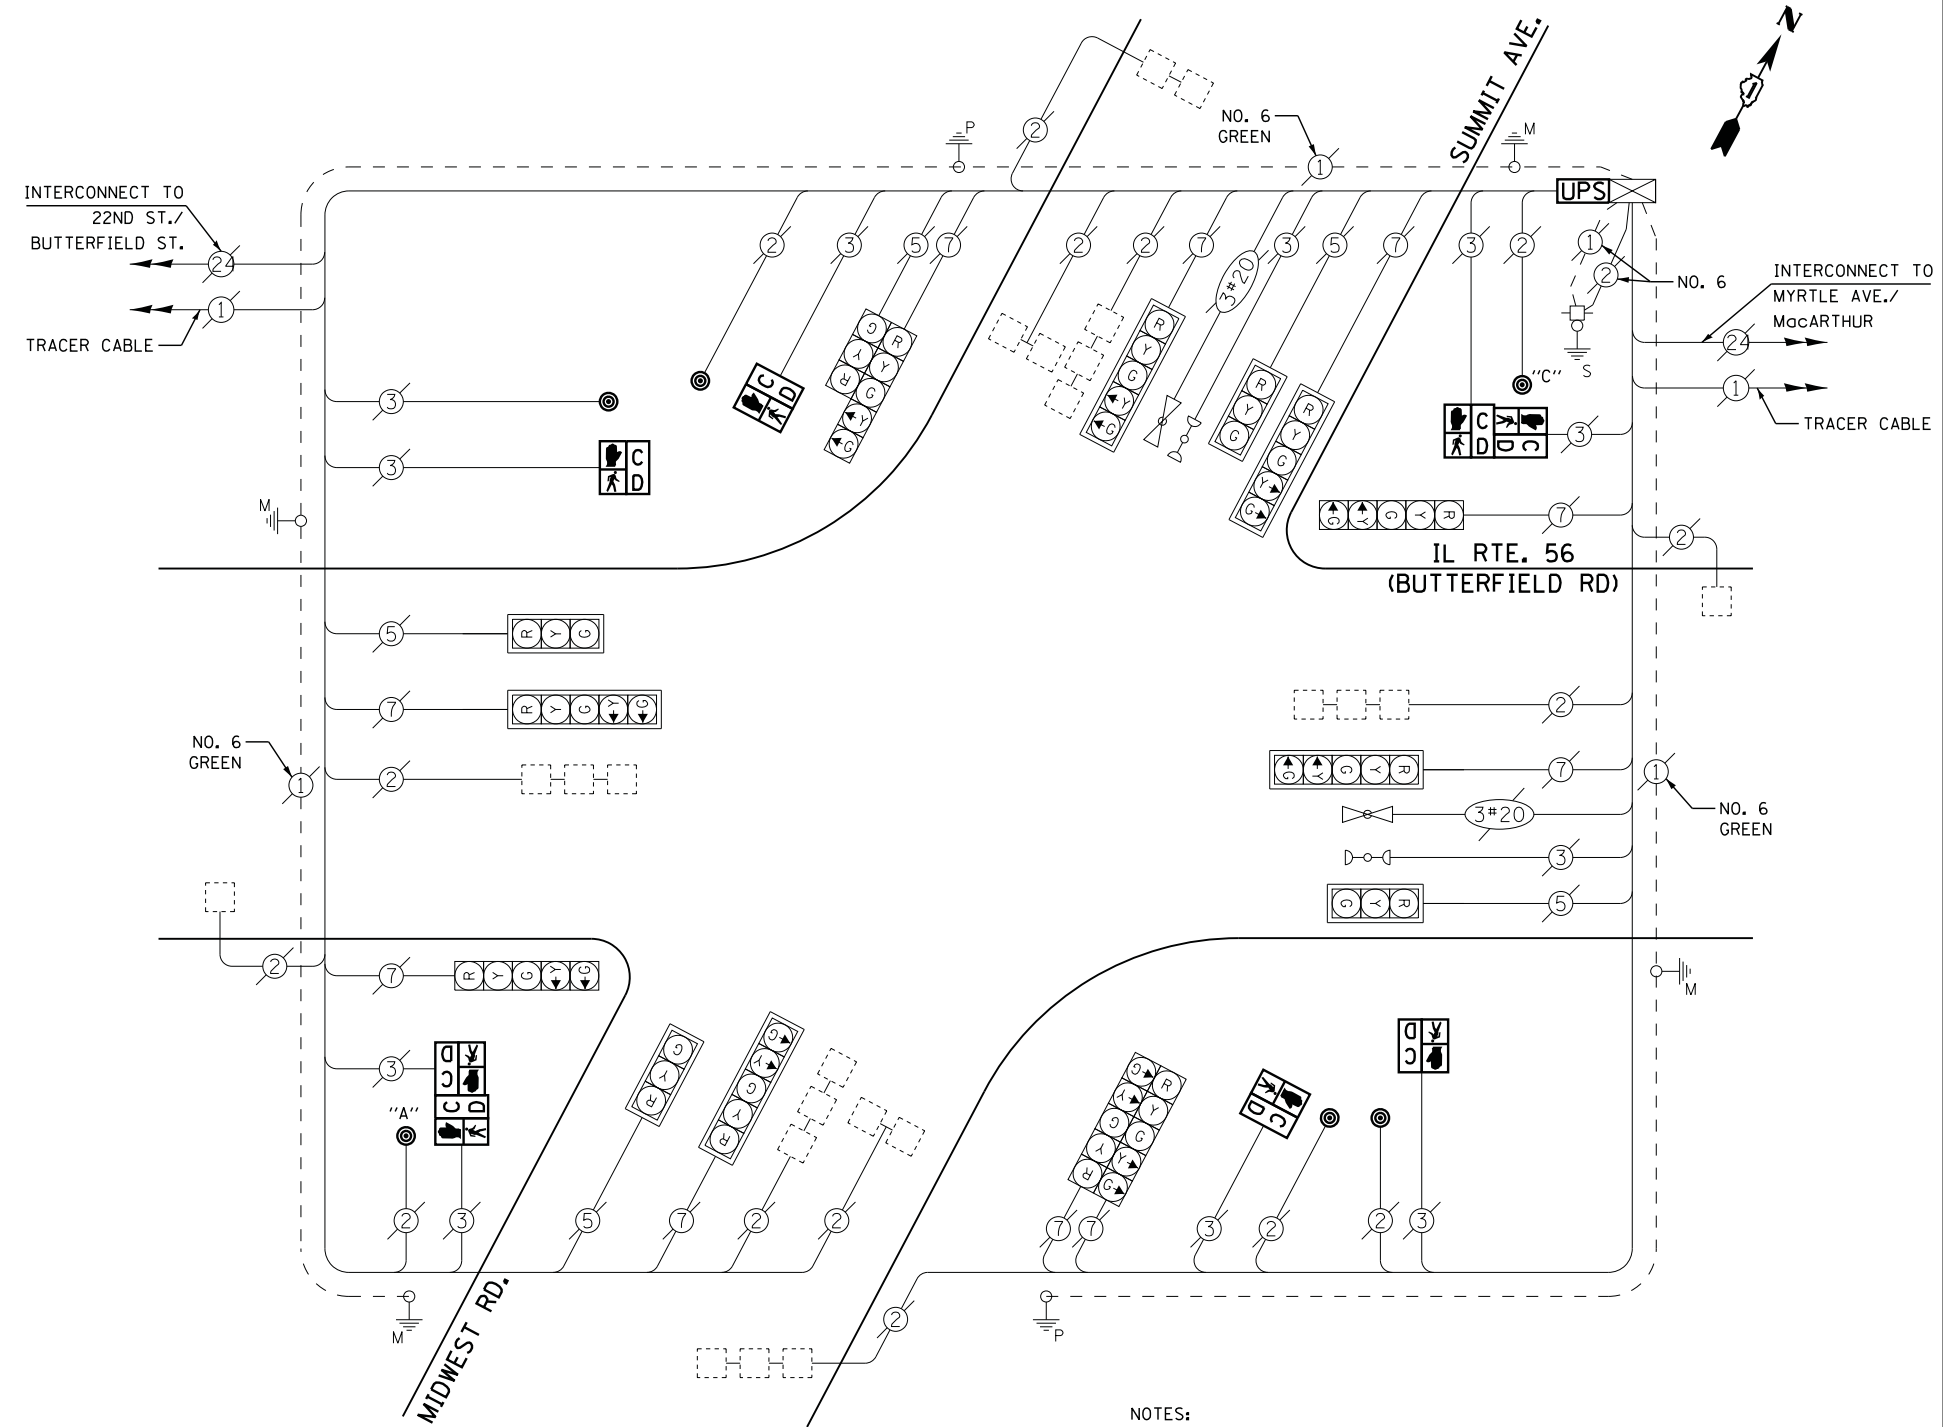 N
1
SUMMIT AVE.
NO. 6
GREEN
1
P
M
2
UPS
INTERCONNECT TO
22ND ST./
BUTTERFIELD ST.
24
1
TRACER CABLE
2 3 5 7
2 2 7 3#20 3 5 7 3 2
1
2
NO. 6
S
INTERCONNECT TO
MYRTLE AVE./
MacARTHUR
24
1
TRACER CABLE
C D
G Y R
R Y G Y G
R Y G Y G
R Y G
R Y G Y G
"C"
C D D C
3
3
3
C
D
M
G Y G Y R
7
2
IL RTE. 56
(BUTTERFIELD RD)
5
R Y G
7
R Y G Y G
2
NO. 6
GREEN
1
2
G Y G Y R
7
3#20
3
G Y R
5
1
NO. 6
GREEN
2
7
R Y G Y G
M
3
D C
C D
"A"
2 3
G Y R
G Y G Y R
5 7 2 2
G Y G Y R
R Y G Y G
D C
D C
7 7 3 2 2 3
M
P
2
MIDWEST RD.
NOTES: